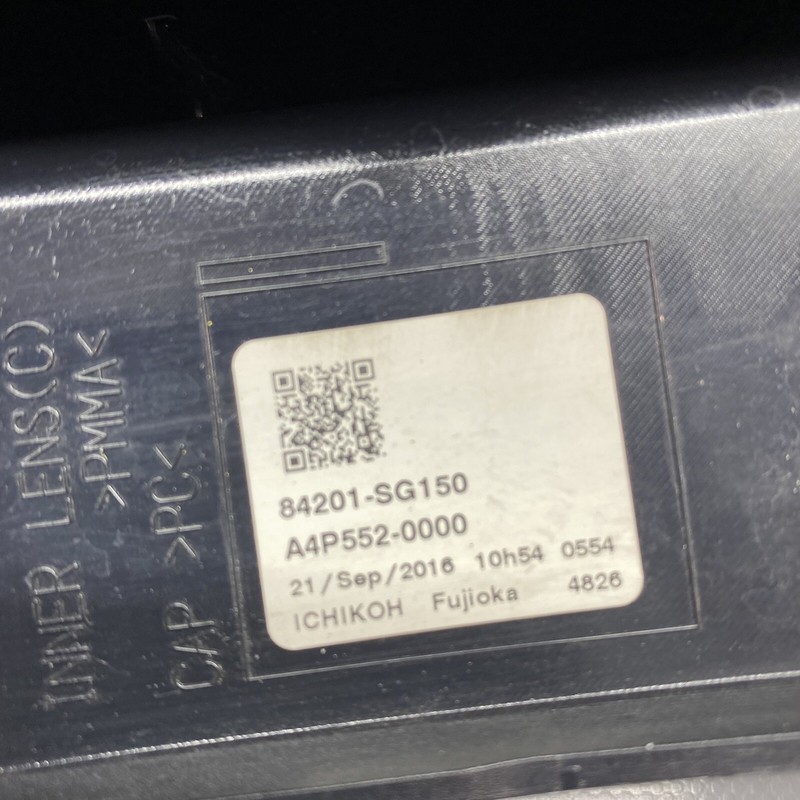 INNER LENS(C)
>PMMA<
CAP >PC<
84201-SG150
A4P552-0000
21/Sep/2016 10h54 0554
ICHIKOH Fujioka 4826